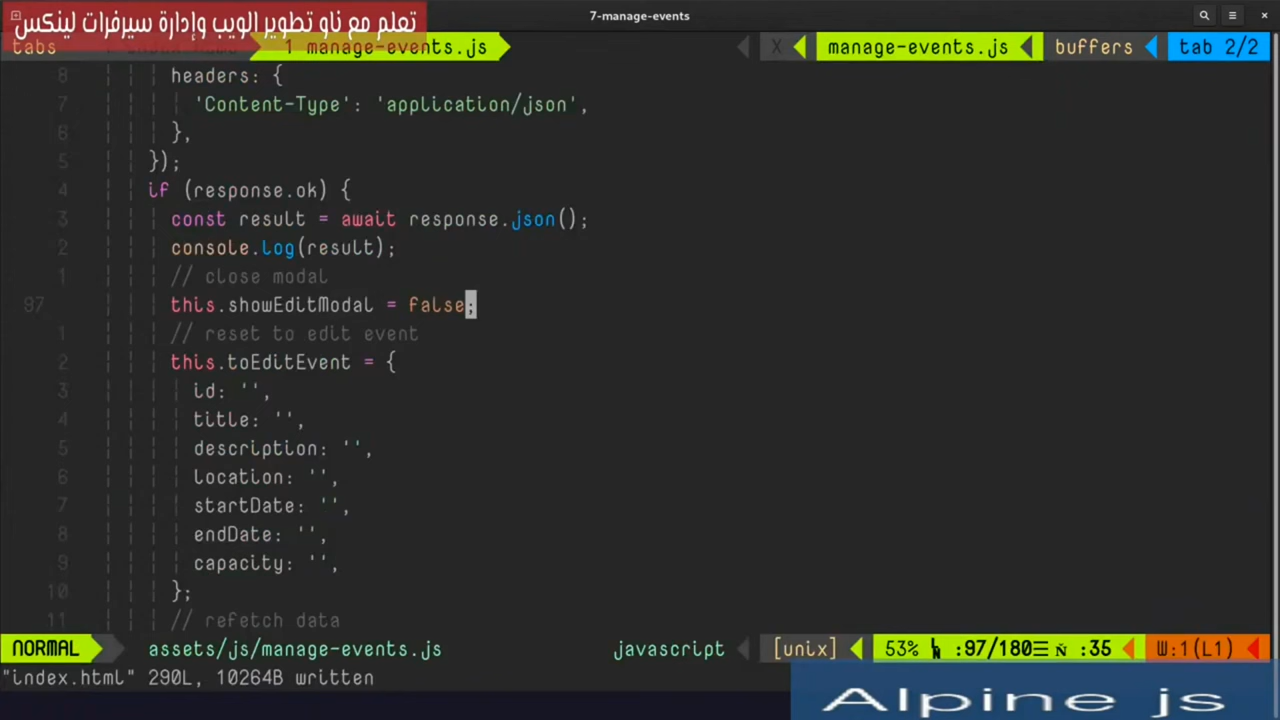 7-manage-events
تعلم مع ناو تطوير الويب وإدارة سيرفرات لينكس
tabs 1 manage-events.js X manage-events.js buffers tab 2/2
8 headers: {
7 'Content-Type': 'application/json',
6 },
5 });
4 if (response.ok) {
3 const result = await response.json();
2 console.log(result);
1 // close modal
97 this.showEditModal = false;
1 // reset to edit event
2 this.toEditEvent = {
3 id: '',
4 title: '',
5 description: '',
6 location: '',
7 startDate: '',
8 endDate: '',
9 capacity: '',
10 };
11 // refetch data
NORMAL assets/js/manage-events.js javascript [unix] 53% :97/180 :35 W:1(L1)
"index.html" 290L, 10264B written
Alpine js